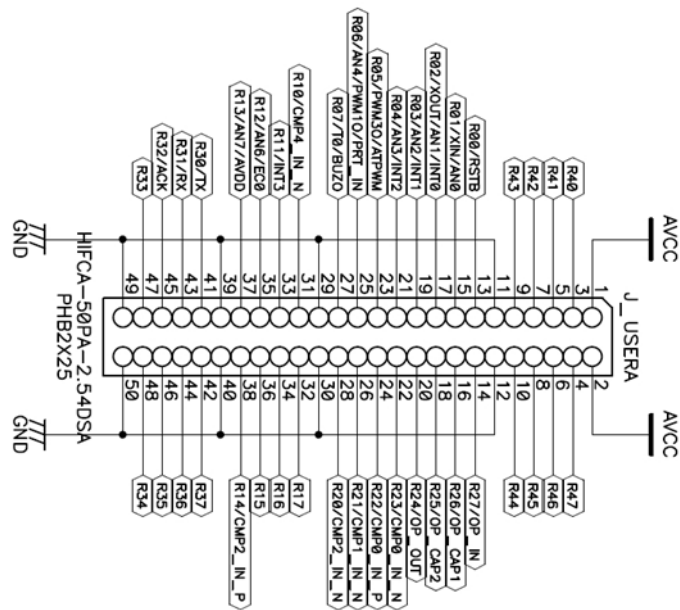 J_USERA
AVCC AVCC
1 2
R40 3 4 R47
R41 5 6 R46
R42 7 8 R45
R43 9 10 R44
11 12
R00/RSTB 13 14 R27/OP_IN
R01/XIN/AN0 15 16 R26/OP_CAP1
R02/XOUT/AN1/INT0 17 18 R25/OP_CAP2
R03/AN2/INT1 19 20 R24/OP_OUT
R04/AN3/INT2 21 22 R23/CMP0_IN_N
R05/PWM3O/ATPWM 23 24 R22/CMP0_IN_P
R06/AN4/PWM1O/PRT_IN 25 26 R21/CMP1_IN_N
R07/T0/BUZO 27 28 R20/CMP2_IN_N
29 30
R10/CMP4_IN_N 31 32 R17
R11/INT3 33 34 R16
R12/AN6/EC0 35 36 R15
R13/AN7/AVDD 37 38 R14/CMP2_IN_P
39 40
R30/TX 41 42 R37
R31/RX 43 44 R36
R32/ACK 45 46 R35
R33 47 48 R34
49 50
HIFCA-50PA-2.54DSA
PHB2X25
GND GND